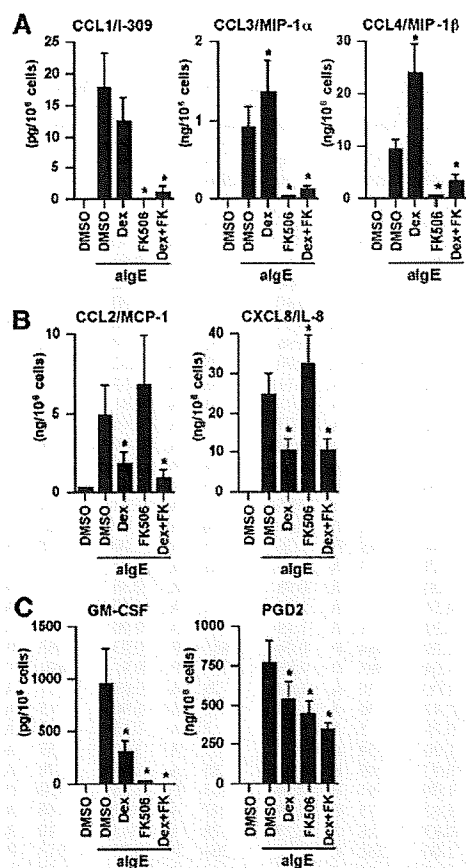 A
CCL1/I-309 CCL3/MIP-1α CCL4/MIP-1β
(pg/10⁶ cells)
25
20
15
10
5
0
DMSO DMSO Dex FK506 Dex+FK
* *
aIgE
(ng/10⁶ cells)
2
1
0
DMSO DMSO Dex FK506 Dex+FK
* * *
aIgE
(ng/10⁶ cells)
30
20
10
0
DMSO DMSO Dex FK506 Dex+FK
* * *
aIgE
B
CCL2/MCP-1 CXCL8/IL-8
(ng/10⁶ cells)
10
5
0
DMSO DMSO Dex FK506 Dex+FK
* *
aIgE
(ng/10⁶ cells)
40
30
20
10
0
DMSO DMSO Dex FK506 Dex+FK
* * *
aIgE
C
GM-CSF PGD2
(pg/10⁶ cells)
1500
1000
500
0
DMSO DMSO Dex FK506 Dex+FK
* * *
aIgE
(ng/10⁶ cells)
1000
750
500
250
0
DMSO DMSO Dex FK506 Dex+FK
* * *
aIgE